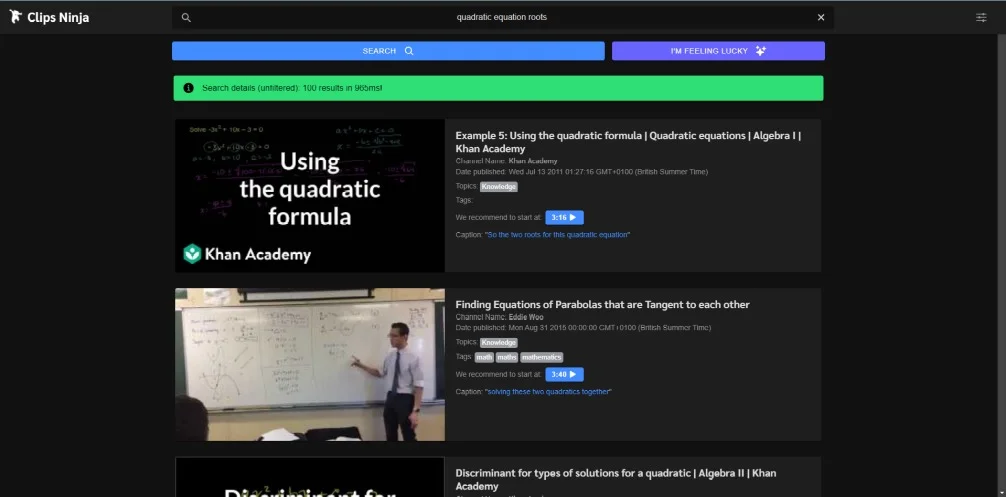 Clips Ninja
quadratic equation roots
SEARCH
I'M FEELING LUCKY
Search details (unfiltered): 100 results in 965ms!
Solve -3x² + 10x - 3 = 0
Using
the quadratic
formula
Khan Academy
Example 5: Using the quadratic formula | Quadratic equations | Algebra I |
Khan Academy
Channel Name: Khan Academy
Date published: Wed Jul 13 2011 01:27:16 GMT+0100 (British Summer Time)
Topics: Knowledge
Tags:
We recommend to start at: 3:16
Caption: "So the two roots for this quadratic equation"
Finding Equations of Parabolas that are Tangent to each other
Channel Name: Eddie Woo
Date published: Mon Aug 31 2015 00:00:00 GMT+0100 (British Summer Time)
Topics: Knowledge
Tags: math maths mathematics
We recommend to start at: 3:40
Caption: "solving these two quadratics together"
Discriminant for
Discriminant for types of solutions for a quadratic | Algebra II | Khan
Academy